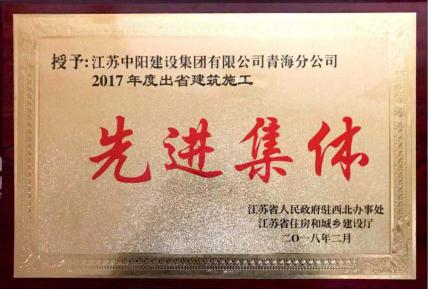 授予:江苏中阳建设集团有限公司青海分公司
2017年度出省建筑施工
先进集体
江苏省人民政府驻西北办事处
江苏省住房和城乡建设厅
二〇一八年二月